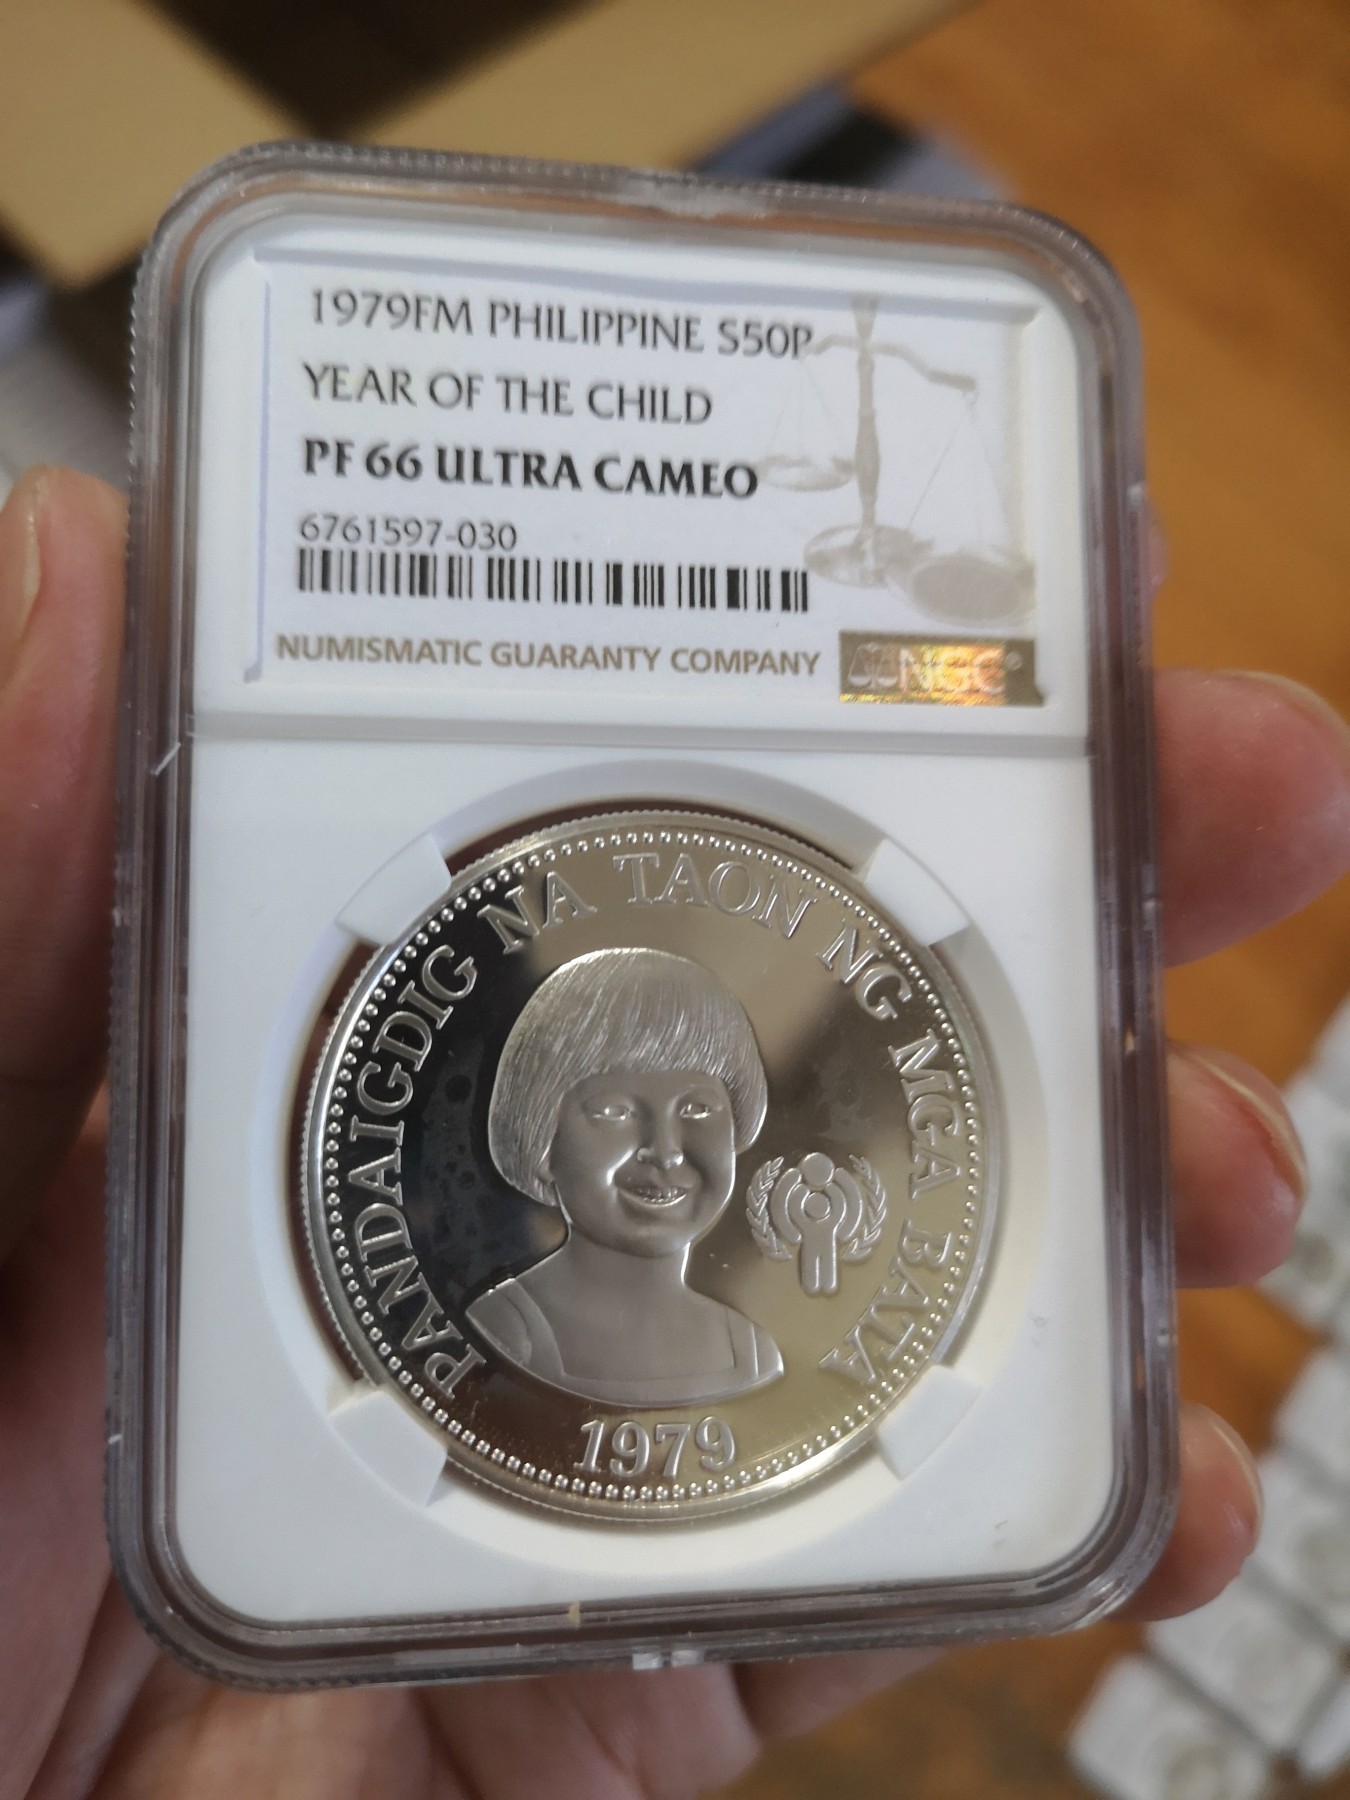 1979FM PHILIPPINE S50P
YEAR OF THE CHILD
PF 66 ULTRA CAMEO
6761597-030
NUMISMATIC GUARANTY COMPANY
NGC
PANDAIGDIG NA TAON NG MGA BATA
1979